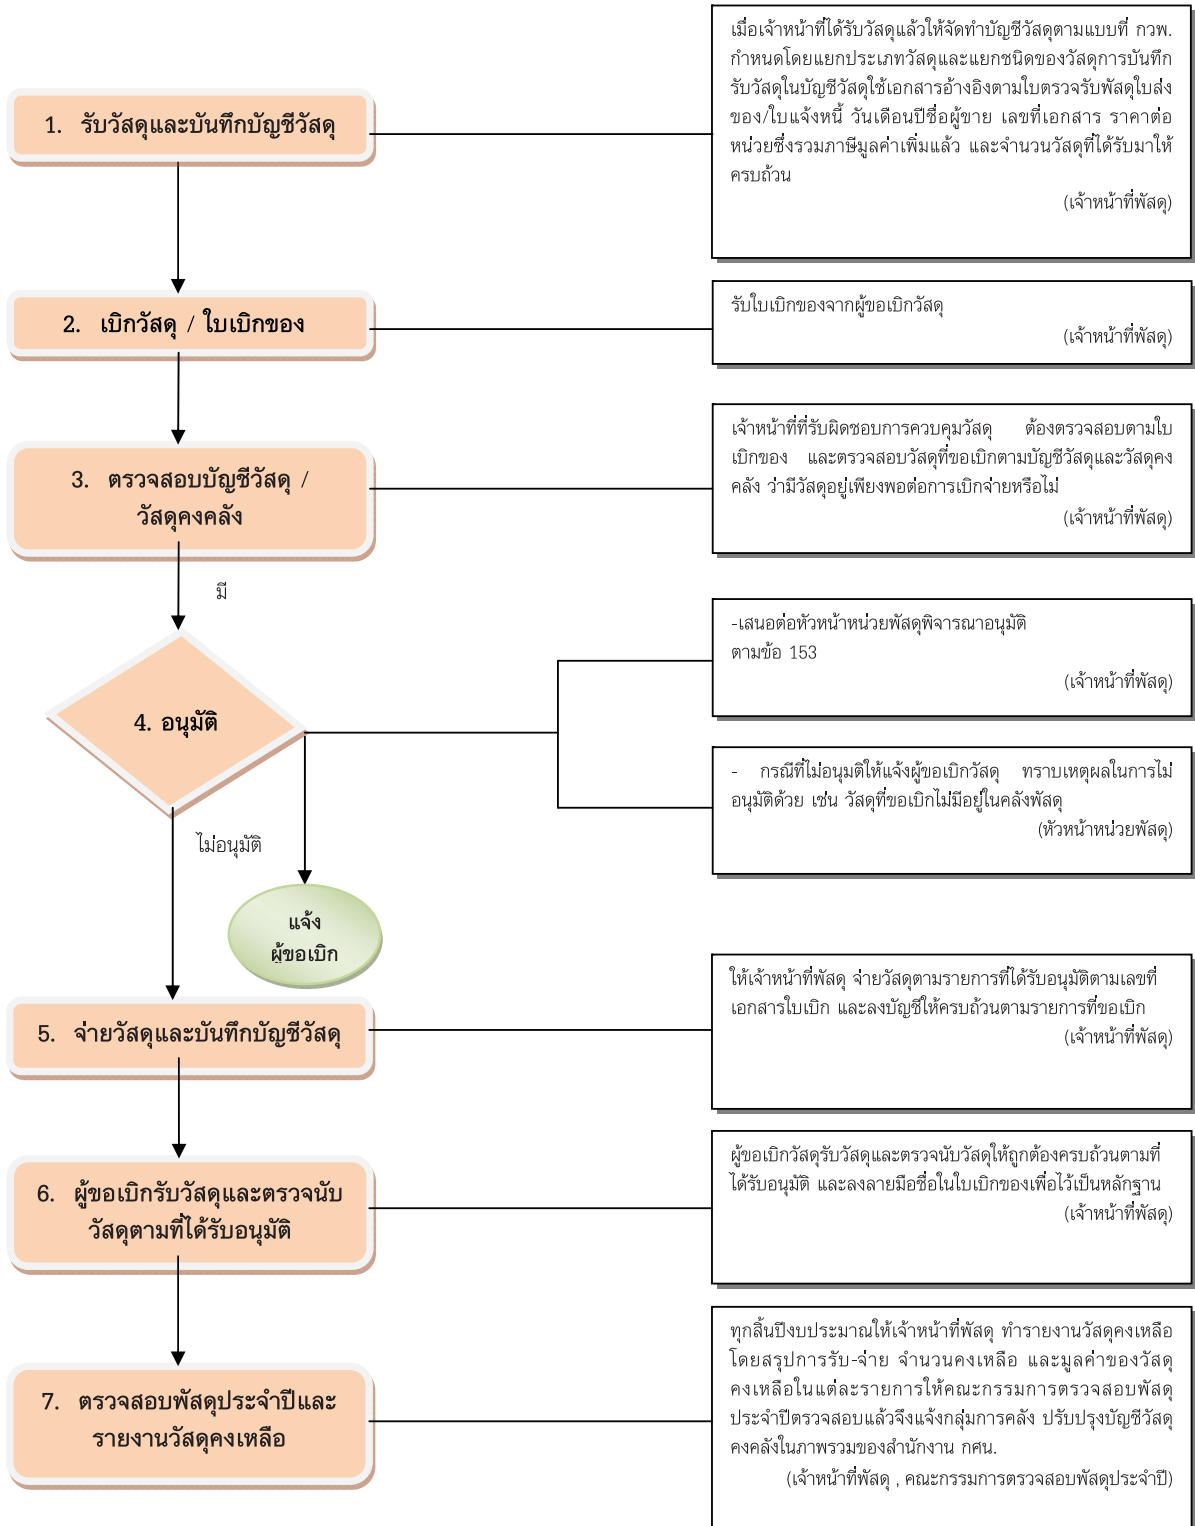 1. รับวัสดุและบันทึกบัญชีวัสดุ
เมื่อเจ้าหน้าที่ได้รับวัสดุแล้วให้จัดทำบัญชีวัสดุตามแบบที่ กวพ.
กำหนดโดยแยกประเภทวัสดุและแยกชนิดของวัสดุการบันทึก
รับวัสดุในบัญชีวัสดุใช้เอกสารอ้างอิงตามใบตรวจรับพัสดุใบส่ง
ของ/ใบแจ้งหนี้ วันเดือนปีชื่อผู้ขาย เลขที่เอกสาร ราคาต่อ
หน่วยซึ่งรวมภาษีมูลค่าเพิ่มแล้ว และจำนวนวัสดุที่ได้รับมาให้
ครบถ้วน
(เจ้าหน้าที่พัสดุ)
2. เบิกวัสดุ / ใบเบิกของ
รับใบเบิกของจากผู้ขอเบิกวัสดุ
(เจ้าหน้าที่พัสดุ)
3. ตรวจสอบบัญชีวัสดุ /
วัสดุคงคลัง
เจ้าหน้าที่ที่รับผิดชอบการควบคุมวัสดุ ต้องตรวจสอบตามใบ
เบิกของ และตรวจสอบวัสดุที่ขอเบิกตามบัญชีวัสดุและวัสดุคง
คลัง ว่ามีวัสดุอยู่เพียงพอต่อการเบิกจ่ายหรือไม่
(เจ้าหน้าที่พัสดุ)
มี
4. อนุมัติ
-เสนอต่อหัวหน้าหน่วยพัสดุพิจารณาอนุมัติ
ตามข้อ 153
(เจ้าหน้าที่พัสดุ)
- กรณีที่ไม่อนุมติให้แจ้งผู้ขอเบิกวัสดุ ทราบเหตุผลในการไม่
อนุมัติด้วย เช่น วัสดุที่ขอเบิกไม่มีอยู่ในคลังพัสดุ
(หัวหน้าหน่วยพัสดุ)
ไม่อนุมัติ
แจ้ง
ผู้ขอเบิก
5. จ่ายวัสดุและบันทึกบัญชีวัสดุ
ให้เจ้าหน้าที่พัสดุ จ่ายวัสดุตามรายการที่ได้รับอนุมัติตามเลขที่
เอกสารใบเบิก และลงบัญชีให้ครบถ้วนตามรายการที่ขอเบิก
(เจ้าหน้าที่พัสดุ)
6. ผู้ขอเบิกรับวัสดุและตรวจนับ
วัสดุตามที่ได้รับอนุมัติ
ผู้ขอเบิกวัสดุรับวัสดุและตรวจนับวัสดุให้ถูกต้องครบถ้วนตามที่
ได้รับอนุมัติ และลงลายมือชื่อในใบเบิกของเพื่อไว้เป็นหลักฐาน
(เจ้าหน้าที่พัสดุ)
7. ตรวจสอบพัสดุประจำปีและ
รายงานวัสดุคงเหลือ
ทุกสิ้นปีงบประมาณให้เจ้าหน้าที่พัสดุ ทำรายงานวัสดุคงเหลือ
โดยสรุปการรับ-จ่าย จำนวนคงเหลือ และมูลค่าของวัสดุ
คงเหลือในแต่ละรายการให้คณะกรรมการตรวจสอบพัสดุ
ประจำปีตรวจสอบแล้วจึงแจ้งกลุ่มการคลัง ปรับปรุงบัญชีวัสดุ
คงคลังในภาพรวมของสำนักงาน กศน.
(เจ้าหน้าที่พัสดุ , คณะกรรมการตรวจสอบพัสดุประจำปี)